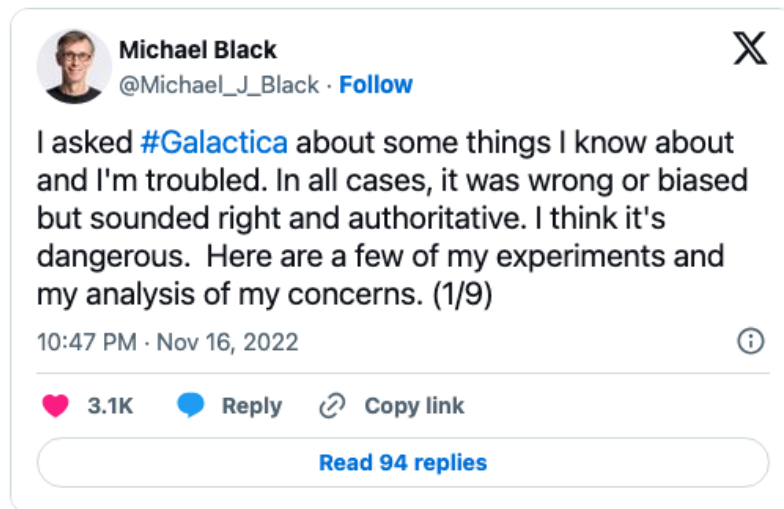 Michael Black
@Michael_J_Black · Follow
I asked #Galactica about some things I know about
and I'm troubled. In all cases, it was wrong or biased
but sounded right and authoritative. I think it's
dangerous.  Here are a few of my experiments and
my analysis of my concerns. (1/9)
10:47 PM · Nov 16, 2022
3.1K Reply Copy link
Read 94 replies